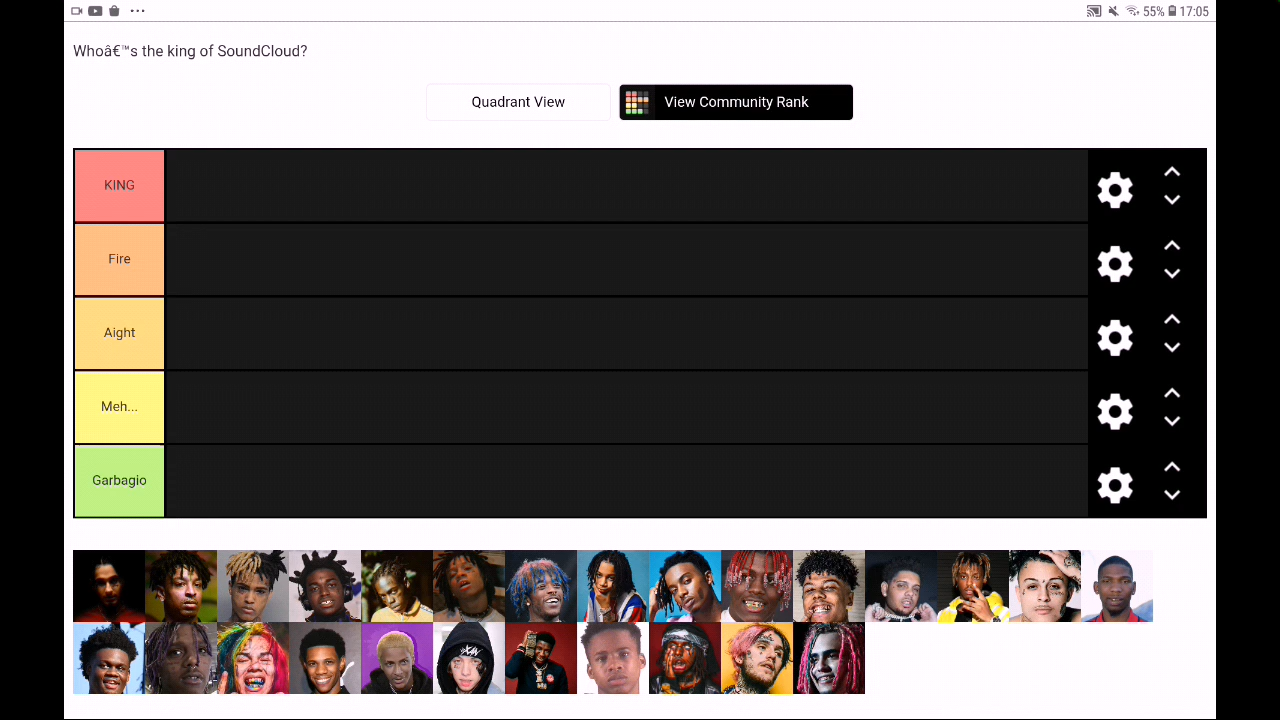 55% 17:05
Whoâ€™s the king of SoundCloud?
Quadrant View
View Community Rank
KING
Fire
Aight
Meh...
Garbagio